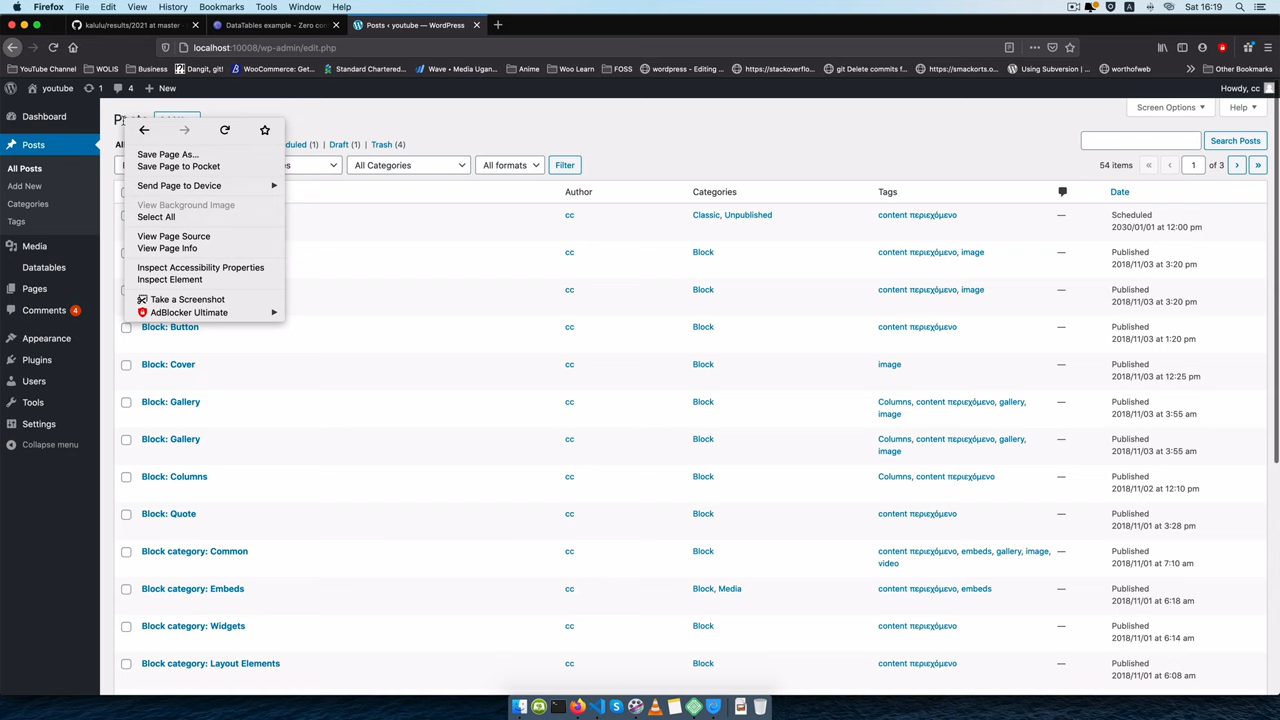 Firefox File Edit View History Bookmarks Tools Window Help
Sat 16:19
kalulu/results/2021 at master
DataTables example - Zero con
Posts ‹ youtube — WordPress
localhost:10008/wp-admin/edit.php
YouTube Channel WOLIS Business Dangit, git! WooCommerce: Get... Standard Chartered... Wave • Media Ugan... Anime Woo Learn FOSS wordpress - Editing ... https://stackoverflo... git Delete commits f... https://smackorts.o... Using Subversion | ... worthofweb Other Bookmarks
youtube 1 4 New
Howdy, cc
Screen Options Help
Dashboard
Posts
All Posts
Add New
Categories
Tags
Media
Datatables
Pages
Comments 4
Appearance
Plugins
Users
Tools
Settings
Collapse menu
Save Page As...
Save Page to Pocket
Send Page to Device
View Background Image
Select All
View Page Source
View Page Info
Inspect Accessibility Properties
Inspect Element
Take a Screenshot
AdBlocker Ultimate
(1) Draft (1) Trash (4)
Search Posts
All Categories All formats Filter
54 items « ‹ 1 of 3 › »
Author Categories Tags Date
cc Classic, Unpublished content περιεχόμενο — Scheduled
2030/01/01 at 12:00 pm
cc Block content περιεχόμενο, image — Published
2018/11/03 at 3:20 pm
cc Block content περιεχόμενο, image — Published
2018/11/03 at 3:20 pm
Block: Button cc Block content περιεχόμενο — Published
2018/11/03 at 1:20 pm
Block: Cover cc Block image — Published
2018/11/03 at 12:25 pm
Block: Gallery cc Block Columns, content περιεχόμενο, gallery, — Published
image 2018/11/03 at 3:55 am
Block: Gallery cc Block Columns, content περιεχόμενο, gallery, — Published
image 2018/11/03 at 3:55 am
Block: Columns cc Block Columns, content περιεχόμενο — Published
2018/11/02 at 12:10 pm
Block: Quote cc Block content περιεχόμενο — Published
2018/11/01 at 3:28 pm
Block category: Common cc Block content περιεχόμενο, embeds, gallery, image, — Published
video 2018/11/01 at 7:10 am
Block category: Embeds cc Block, Media content περιεχόμενο, embeds — Published
2018/11/01 at 6:18 am
Block category: Widgets cc Block content περιεχόμενο — Published
2018/11/01 at 6:14 am
Block category: Layout Elements cc Block content περιεχόμενο — Published
2018/11/01 at 6:08 am